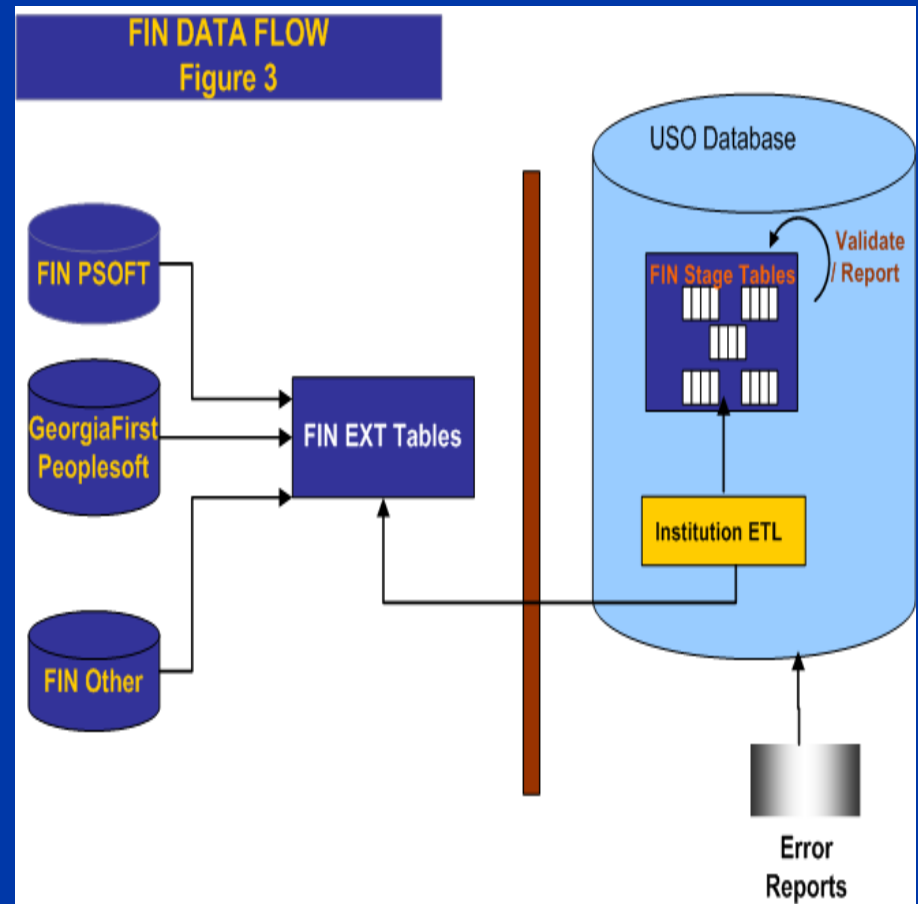 FIN DATA FLOW
Figure 3
USO Database
Validate
/ Report
FIN Stage Tables
FIN PSOFT
GeorgiaFirst
Peoplesoft
FIN EXT Tables
Institution ETL
FIN Other
Error
Reports